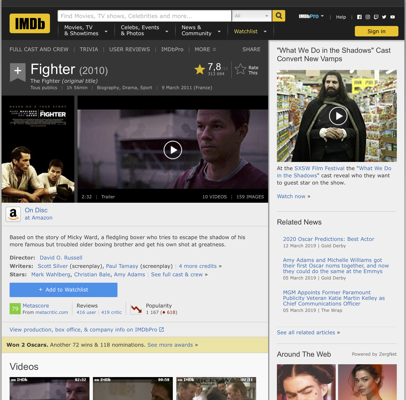 IMDb
Find Movies, TV shows, Celebrities and more...
All
IMDbPro
Help
Movies, TV & Showtimes
Celebs, Events & Photos
News & Community
Watchlist
Sign in
FULL CAST AND CREW | TRIVIA | USER REVIEWS | IMDbPro | MORE
SHARE
Fighter (2010)
The Fighter (original title)
Tous publics | 1h 56min | Biography, Drama, Sport | 9 March 2011 (France)
7,8/10
Rate This
FIGHTER
2:32 | Trailer
10 VIDEOS | 159 IMAGES
On Disc
at Amazon
Based on the story of Micky Ward, a fledgling boxer who tries to escape the shadow of his
more famous but troubled older boxing brother and get his own shot at greatness.
Director: David O. Russell
Writers: Scott Silver (screenplay), Paul Tamasy (screenplay) | 4 more credits »
Stars: Mark Wahlberg, Christian Bale, Amy Adams | See full cast & crew »
+ Add to Watchlist
Metascore
From metacritic.com
Reviews
416 user | 419 critic
Popularity
1 167 (618)
View production, box office, & company info on IMDbPro
Won 2 Oscars. Another 72 wins & 118 nominations. See more awards »
Videos
"What We Do in the Shadows" Cast
Convert New Vamps
At the SXSW Film Festival the "What We
Do in the Shadows" cast reveal who they
want to guest star on the show.
Watch now »
Related News
2020 Oscar Predictions: Best Actor
12 March 2019 | Gold Derby
Amy Adams and Michelle Williams got
their first Oscar noms together, and now
they could do the same at the Emmys
05 March 2019 | Gold Derby
MGM Appoints Former Paramount
Publicity Veteran Katie Martin Kelley as
Chief Communications Officer
05 March 2019 | The Wrap
See all related articles »
Around The Web
Powered by ZergNet